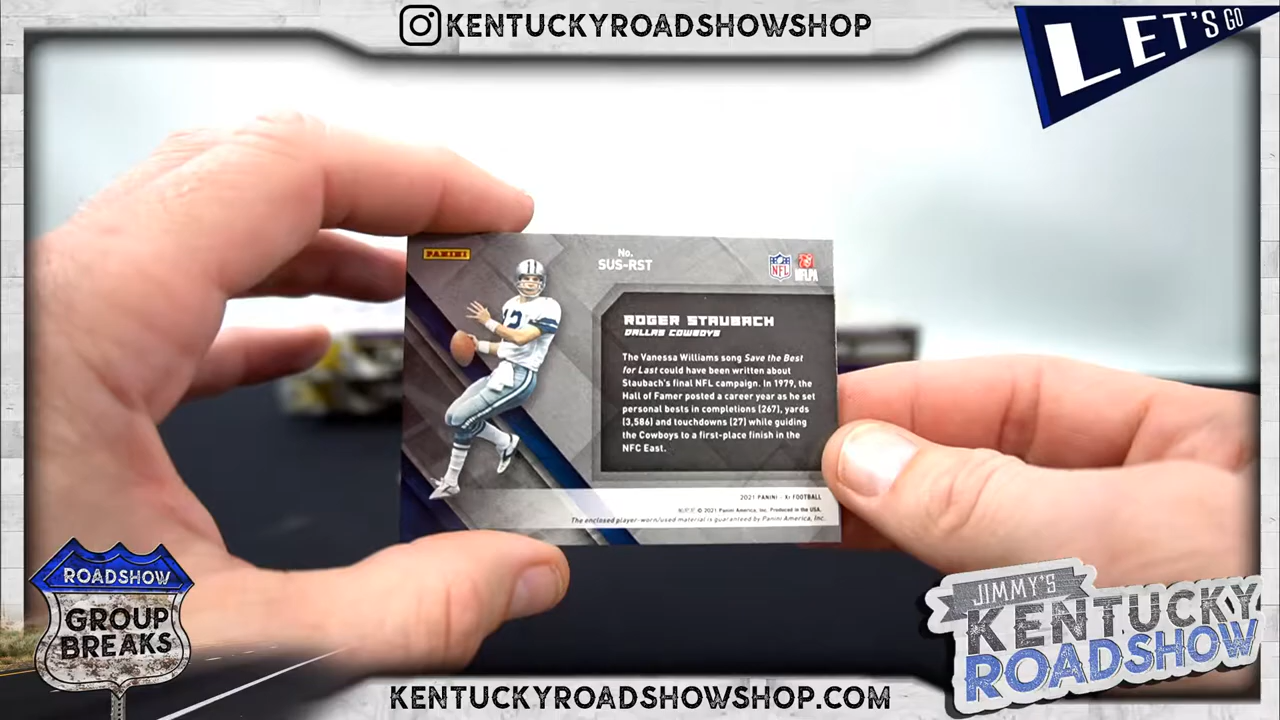 KENTUCKYROADSHOWSHOP
LET'S GO
PANINI
No.
SUS-RST
NFL
NFLPA
12
ROGER STAUBACH
DALLAS COWBOYS
The Vanessa Williams song Save the Best
for Last could have been written about
Staubach's final NFL campaign. In 1979, the
Hall of Famer posted a career year as he set
personal bests in completions (267), yards
(3,586) and touchdowns (27) while guiding
the Cowboys to a first-place finish in the
NFC East.
2021 PANINI - Xr FOOTBALL
© 2021 Panini America, Inc. Produced in the USA.
The enclosed player-worn/used material is guaranteed by Panini America, Inc.
ROADSHOW
GROUP
BREAKS
JIMMY'S
KENTUCKY
ROADSHOW
KENTUCKYROADSHOWSHOP.COM